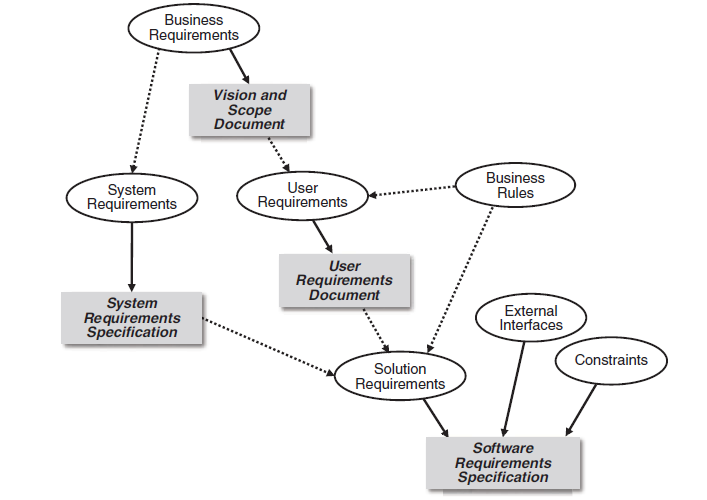 Business
Requirements
Vision and
Scope
Document
System
Requirements
User
Requirements
Business
Rules
User
Requirements
Document
System
Requirements
Specification
External
Interfaces
Constraints
Solution
Requirements
Software
Requirements
Specification